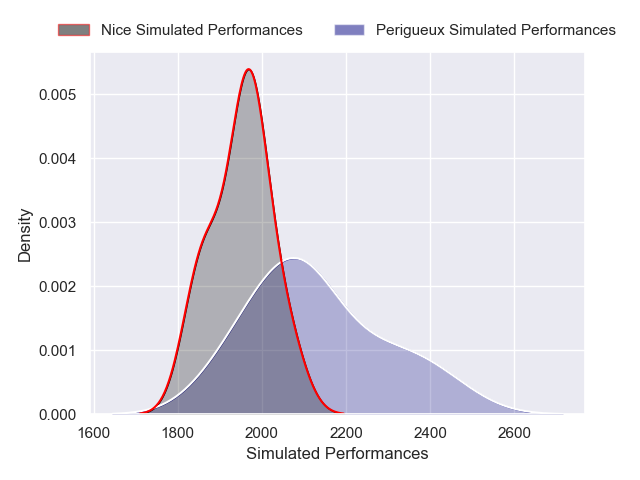 Nice Simulated Performances
Perigueux Simulated Performances
Density
0.005
0.004
0.003
0.002
0.001
0.000
1600 1800 2000 2200 2400 2600
Simulated Performances